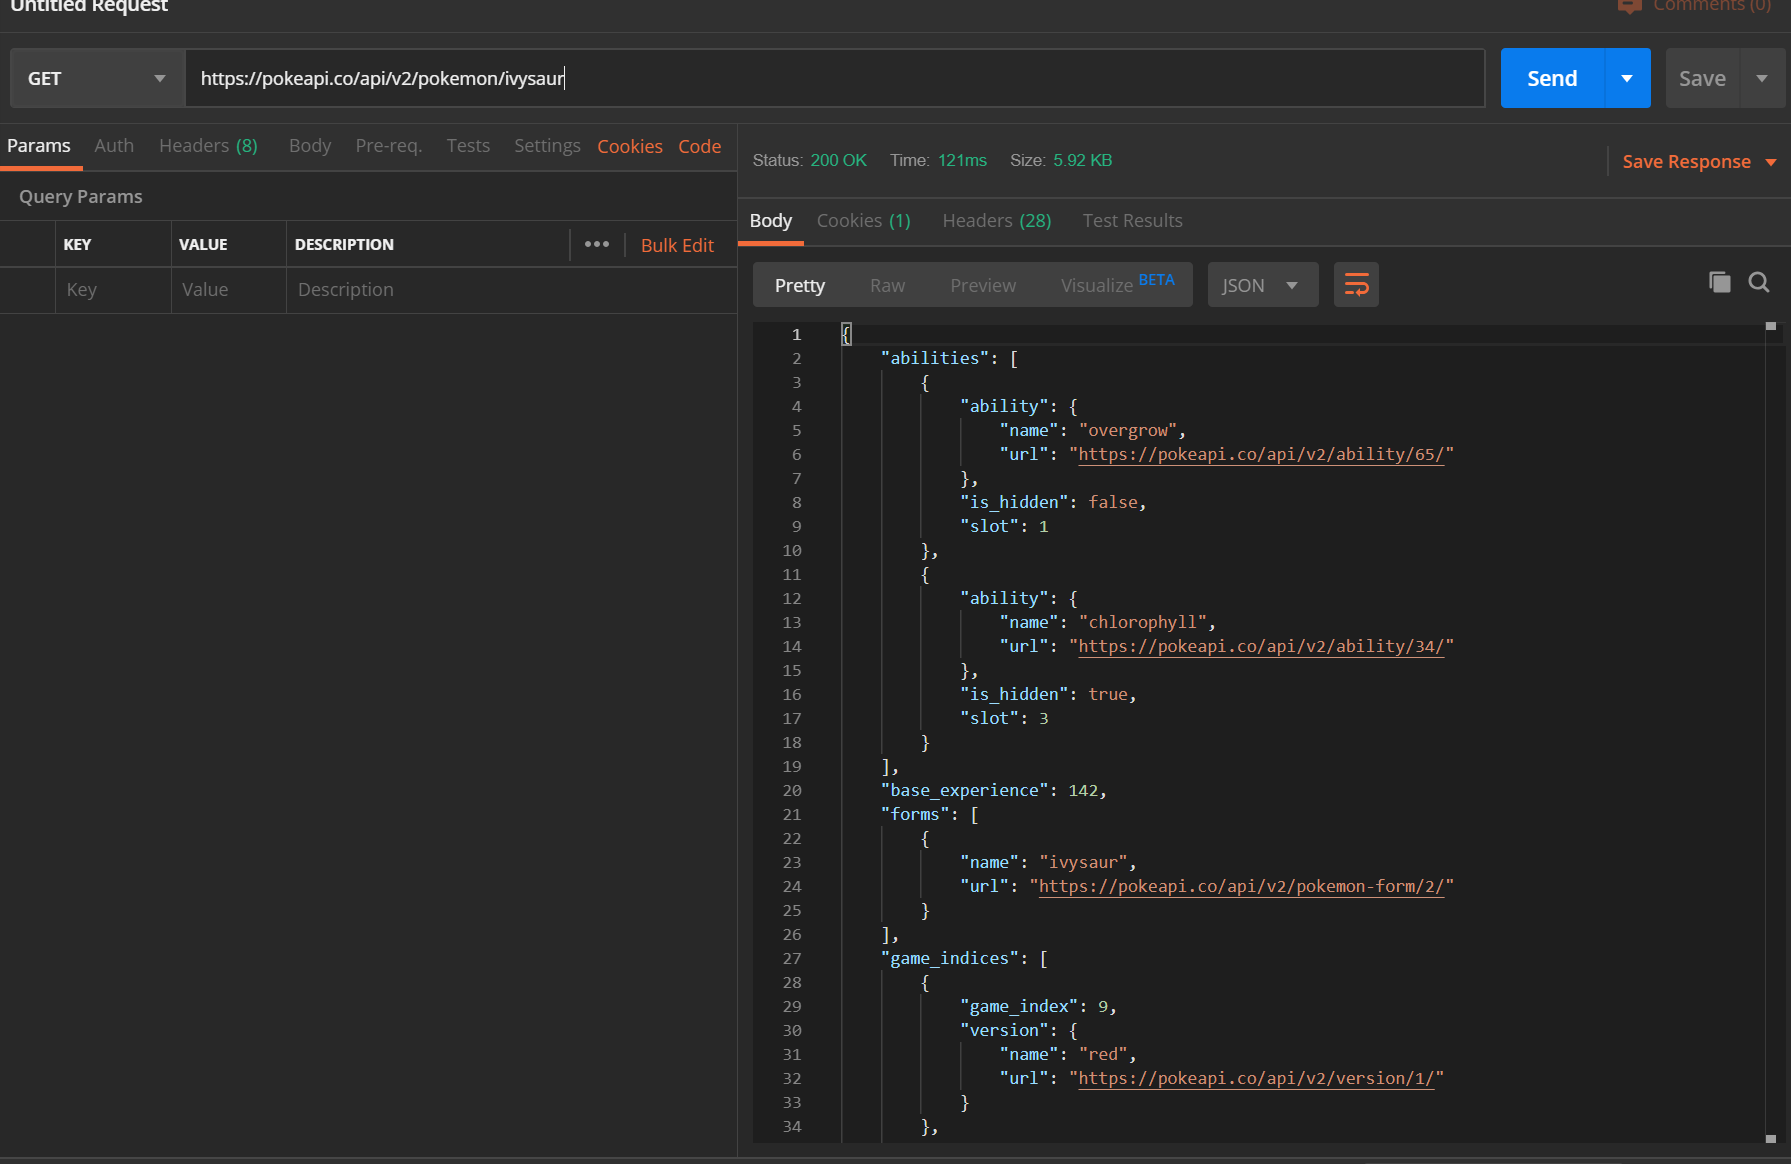 Untitled Request
Comments (0)
GET
https://pokeapi.co/api/v2/pokemon/ivysaur
Send
Save
Params Auth Headers (8) Body Pre-req. Tests Settings Cookies Code
Query Params
KEY VALUE DESCRIPTION ••• Bulk Edit
Key Value Description
Status: 200 OK Time: 121ms Size: 5.92 KB
Save Response
Body Cookies (1) Headers (28) Test Results
Pretty Raw Preview Visualize BETA JSON
1 {
2 "abilities": [
3 {
4 "ability": {
5 "name": "overgrow",
6 "url": "https://pokeapi.co/api/v2/ability/65/"
7 },
8 "is_hidden": false,
9 "slot": 1
10 },
11 {
12 "ability": {
13 "name": "chlorophyll",
14 "url": "https://pokeapi.co/api/v2/ability/34/"
15 },
16 "is_hidden": true,
17 "slot": 3
18 }
19 ],
20 "base_experience": 142,
21 "forms": [
22 {
23 "name": "ivysaur",
24 "url": "https://pokeapi.co/api/v2/pokemon-form/2/"
25 }
26 ],
27 "game_indices": [
28 {
29 "game_index": 9,
30 "version": {
31 "name": "red",
32 "url": "https://pokeapi.co/api/v2/version/1/"
33 }
34 },